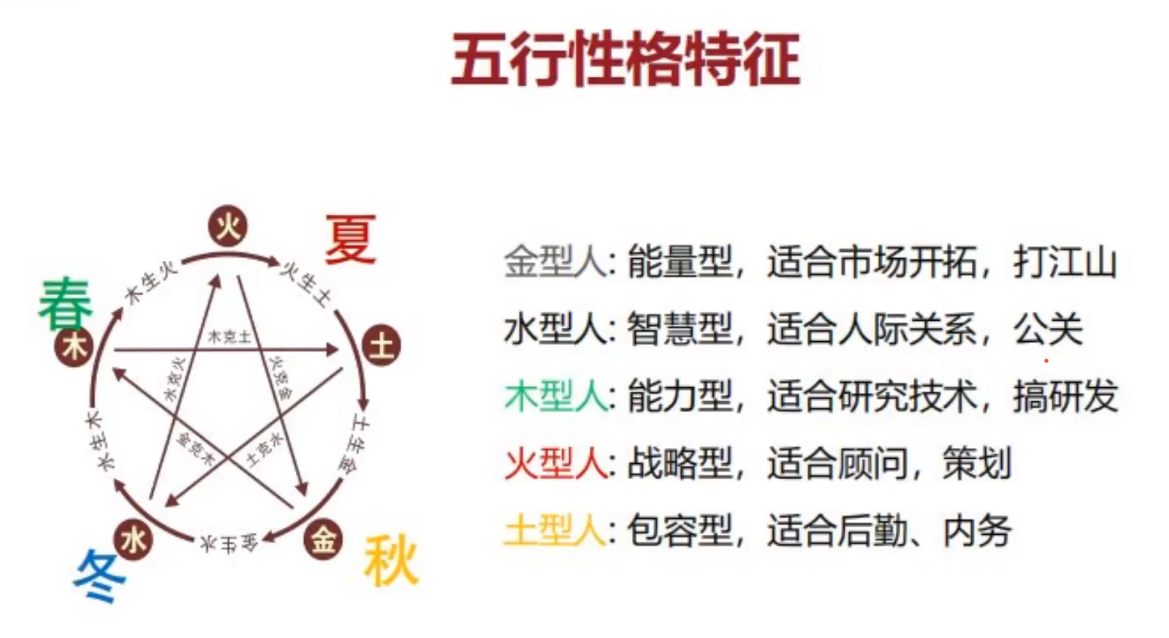 五行性格特征
火
夏
春
木生火
火生土
木
木克土
土
水克火
火克金
金克木
土克水
水生木
土生金
水
金生水
金
冬
秋
金型人: 能量型，适合市场开拓，打江山
水型人: 智慧型，适合人际关系，公关
木型人: 能力型，适合研究技术，搞研发
火型人: 战略型，适合顾问，策划
土型人: 包容型，适合后勤、内务